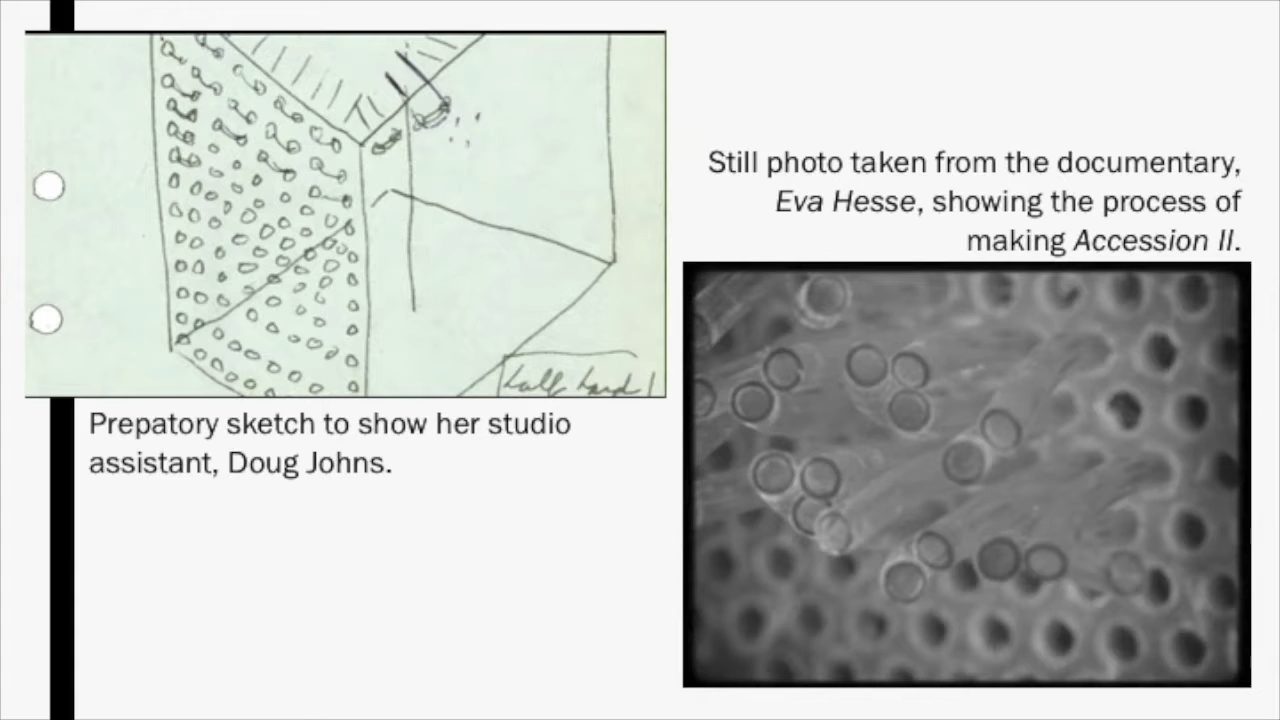 Still photo taken from the documentary,
Eva Hesse, showing the process of
making Accession II.
Prepatory sketch to show her studio
assistant, Doug Johns.